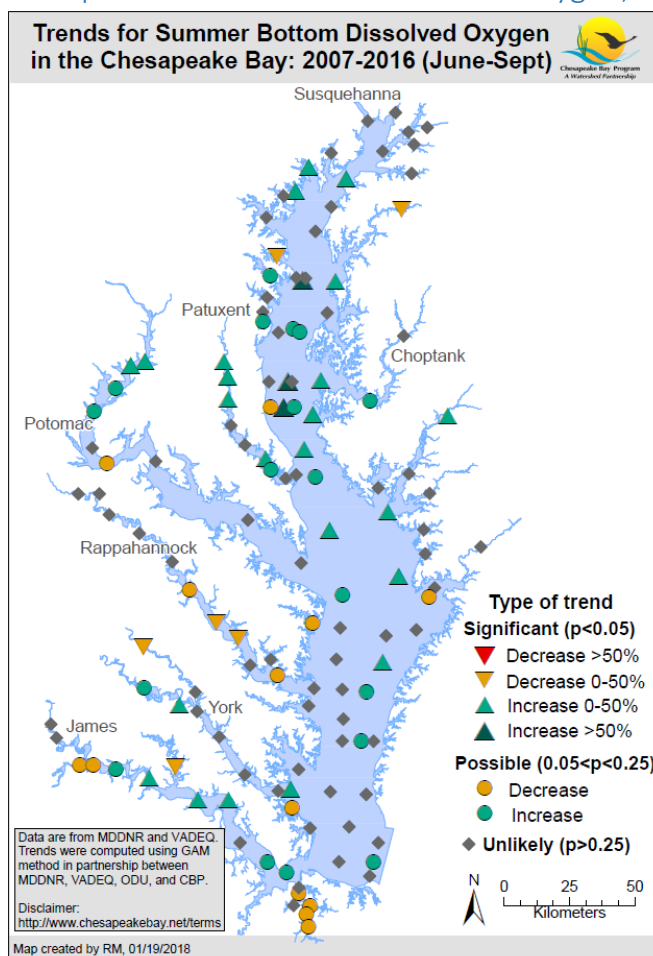 Trends for Summer Bottom Dissolved Oxygen
in the Chesapeake Bay: 2007-2016 (June-Sept)
Chesapeake Bay Program
A Watershed Partnership
Susquehanna
Patuxent
Choptank
Potomac
Rappahannock
York
James
Type of trend
Significant (p<0.05)
Decrease >50%
Decrease 0-50%
Increase 0-50%
Increase >50%
Possible (0.05<p<0.25)
Decrease
Increase
Unlikely (p>0.25)
N
0 25 50
Kilometers
Data are from MDDNR and VADEQ.
Trends were computed using GAM
method in partnership between
MDDNR, VADEQ, ODU, and CBP.
Disclaimer:
http://www.chesapeakebay.net/terms
Map created by RM, 01/19/2018